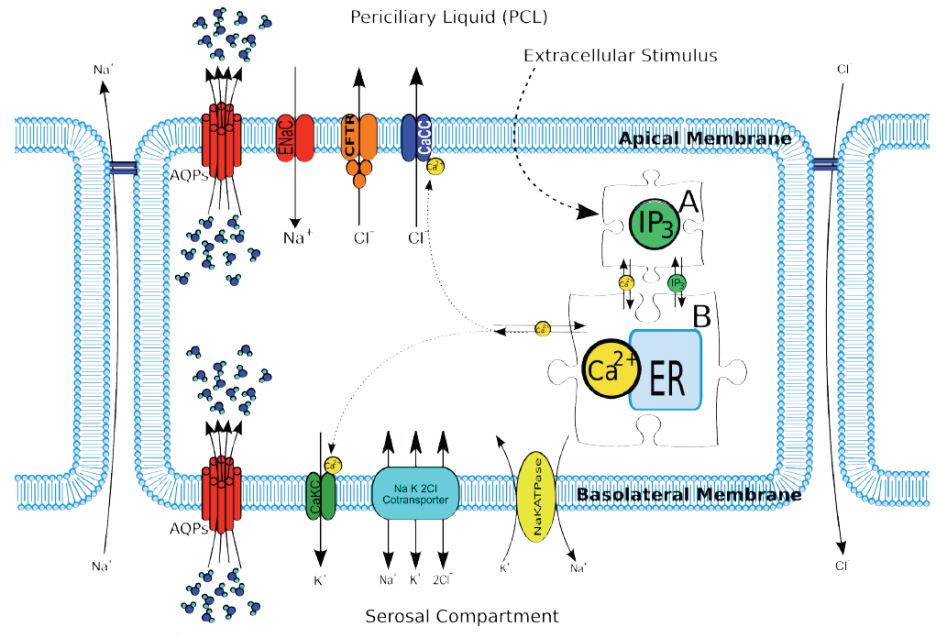 Periciliary Liquid (PCL)
Extracellular Stimulus
Na⁺
Cl
ENaC
CFTR
CaCC
Apical Membrane
AQPs
Ca²⁺
Na⁺
Cl⁻
Cl⁻
IP₃
A
Ca²⁺
IP₃
B
Ca²⁺
Ca²⁺
ER
Ca²⁺
CaKC
Na K 2Cl
Cotransporter
NaKATPase
Basolateral Membrane
AQPs
Na⁺
K⁺
Na⁺
K⁺
2Cl⁻
K⁺
Na⁺
Cl
Serosal Compartment